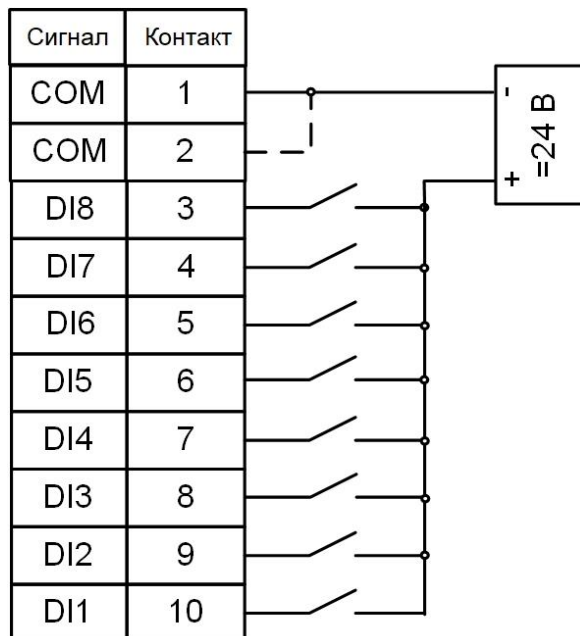 Сигнал Контакт
COM 1
COM 2
DI8 3
DI7 4
DI6 5
DI5 6
DI4 7
DI3 8
DI2 9
DI1 10
-
=24 В
+